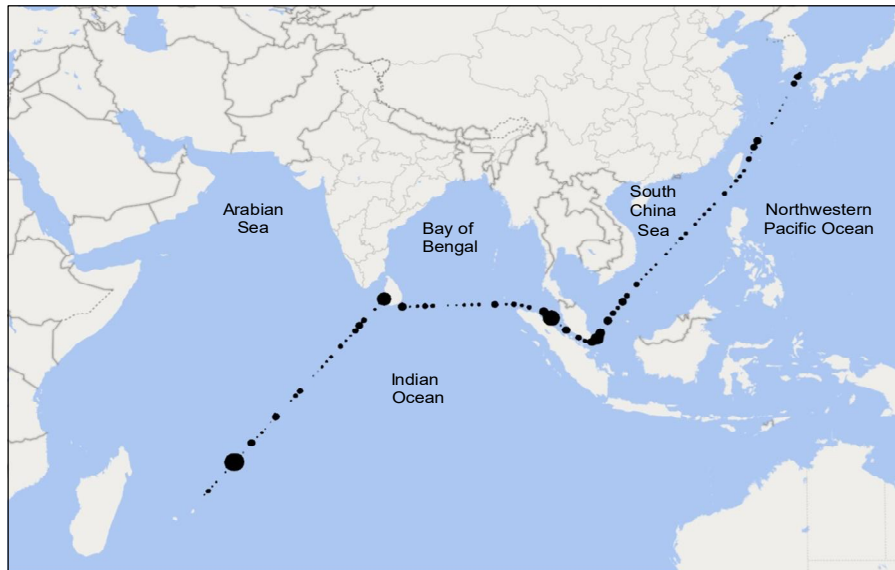 Arabian
Sea
Bay of
Bengal
South
China
Sea
Northwestern
Pacific Ocean
Indian
Ocean